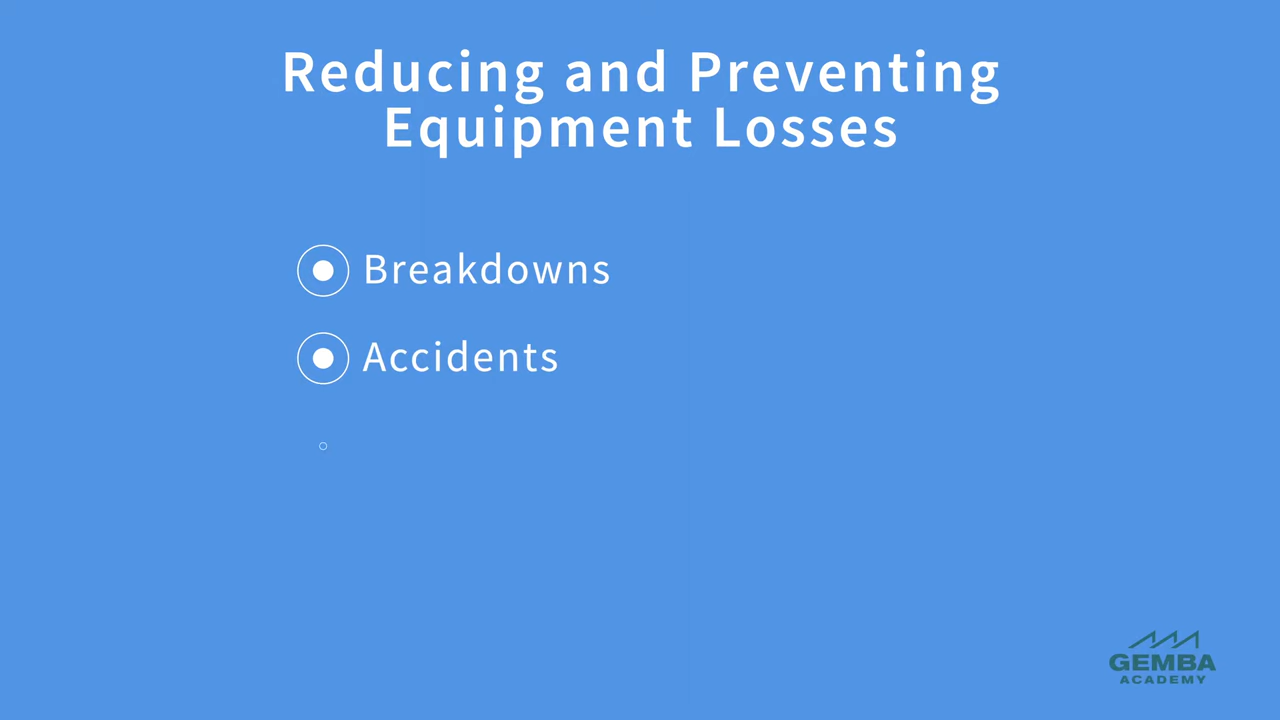 Reducing and Preventing
Equipment Losses
Breakdowns
Accidents
GEMBA
ACADEMY